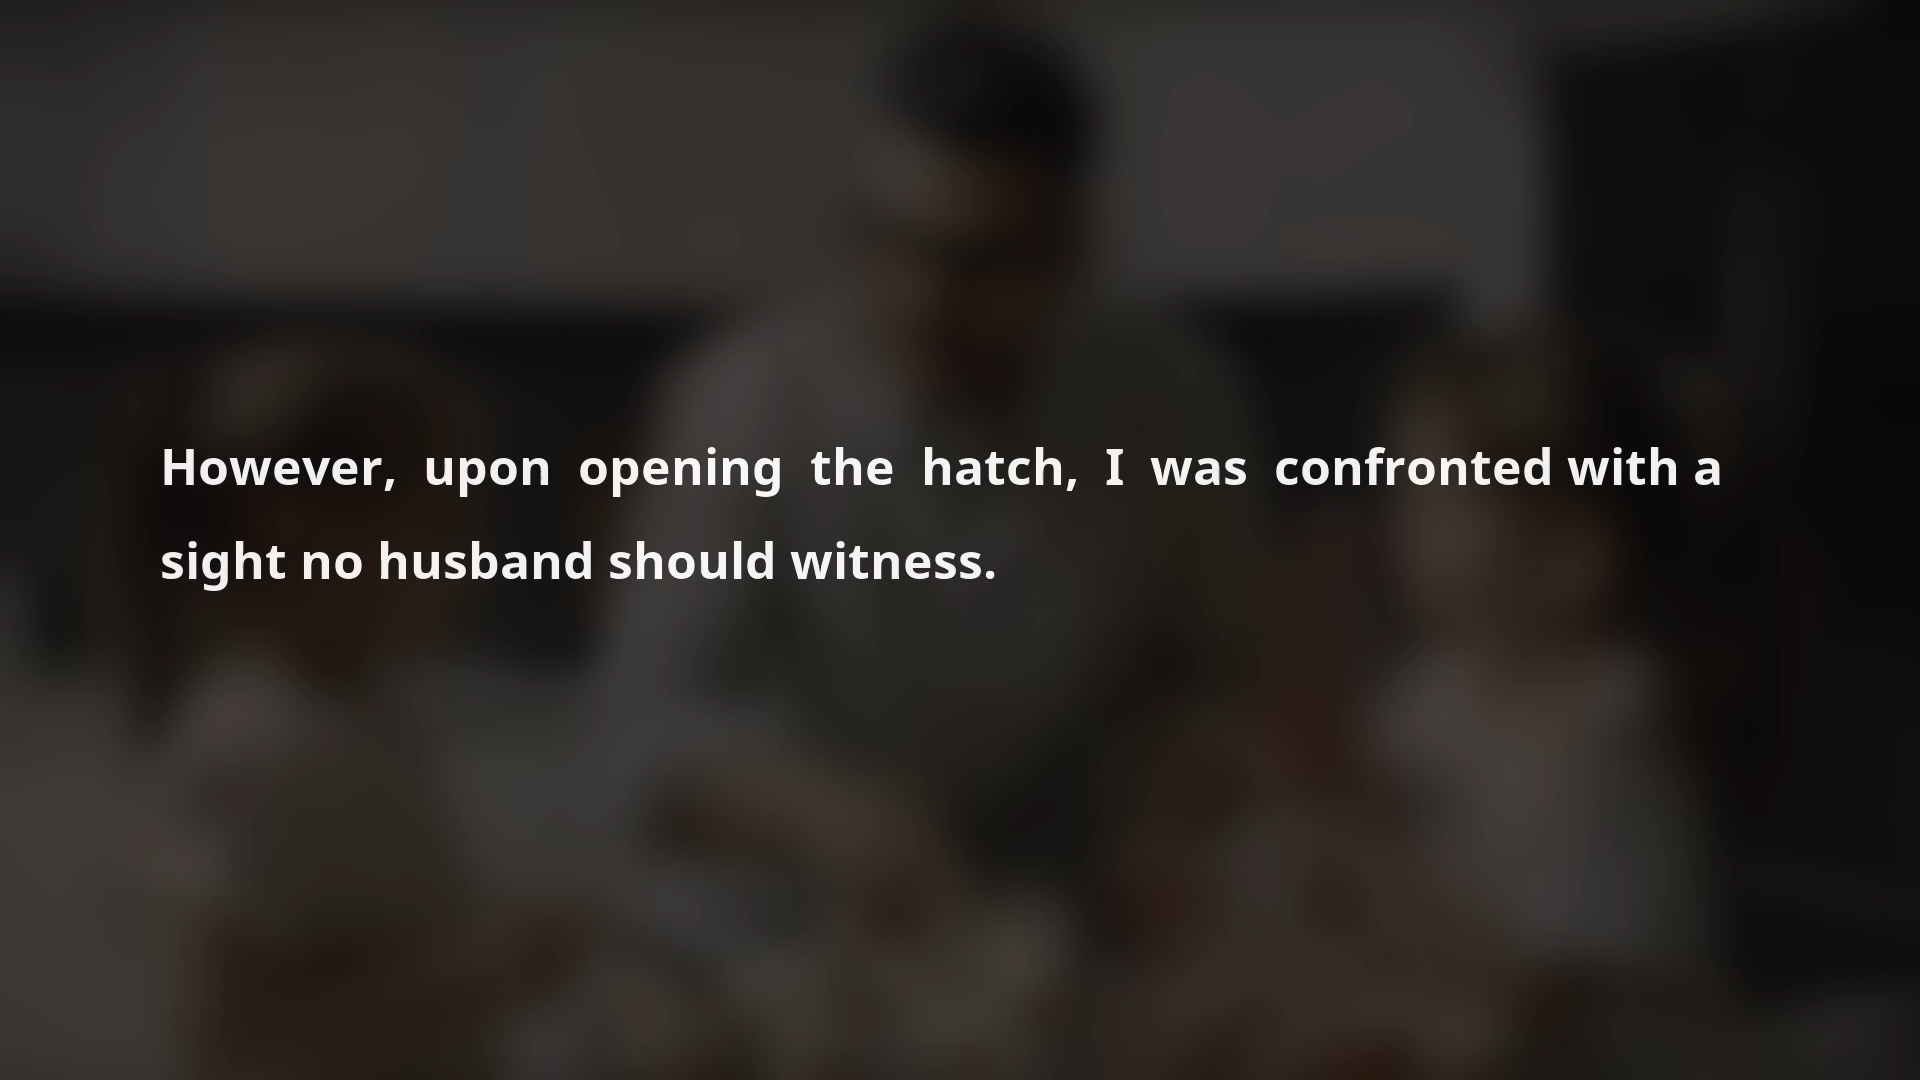 However, upon opening the hatch, I was confronted with a
sight no husband should witness.